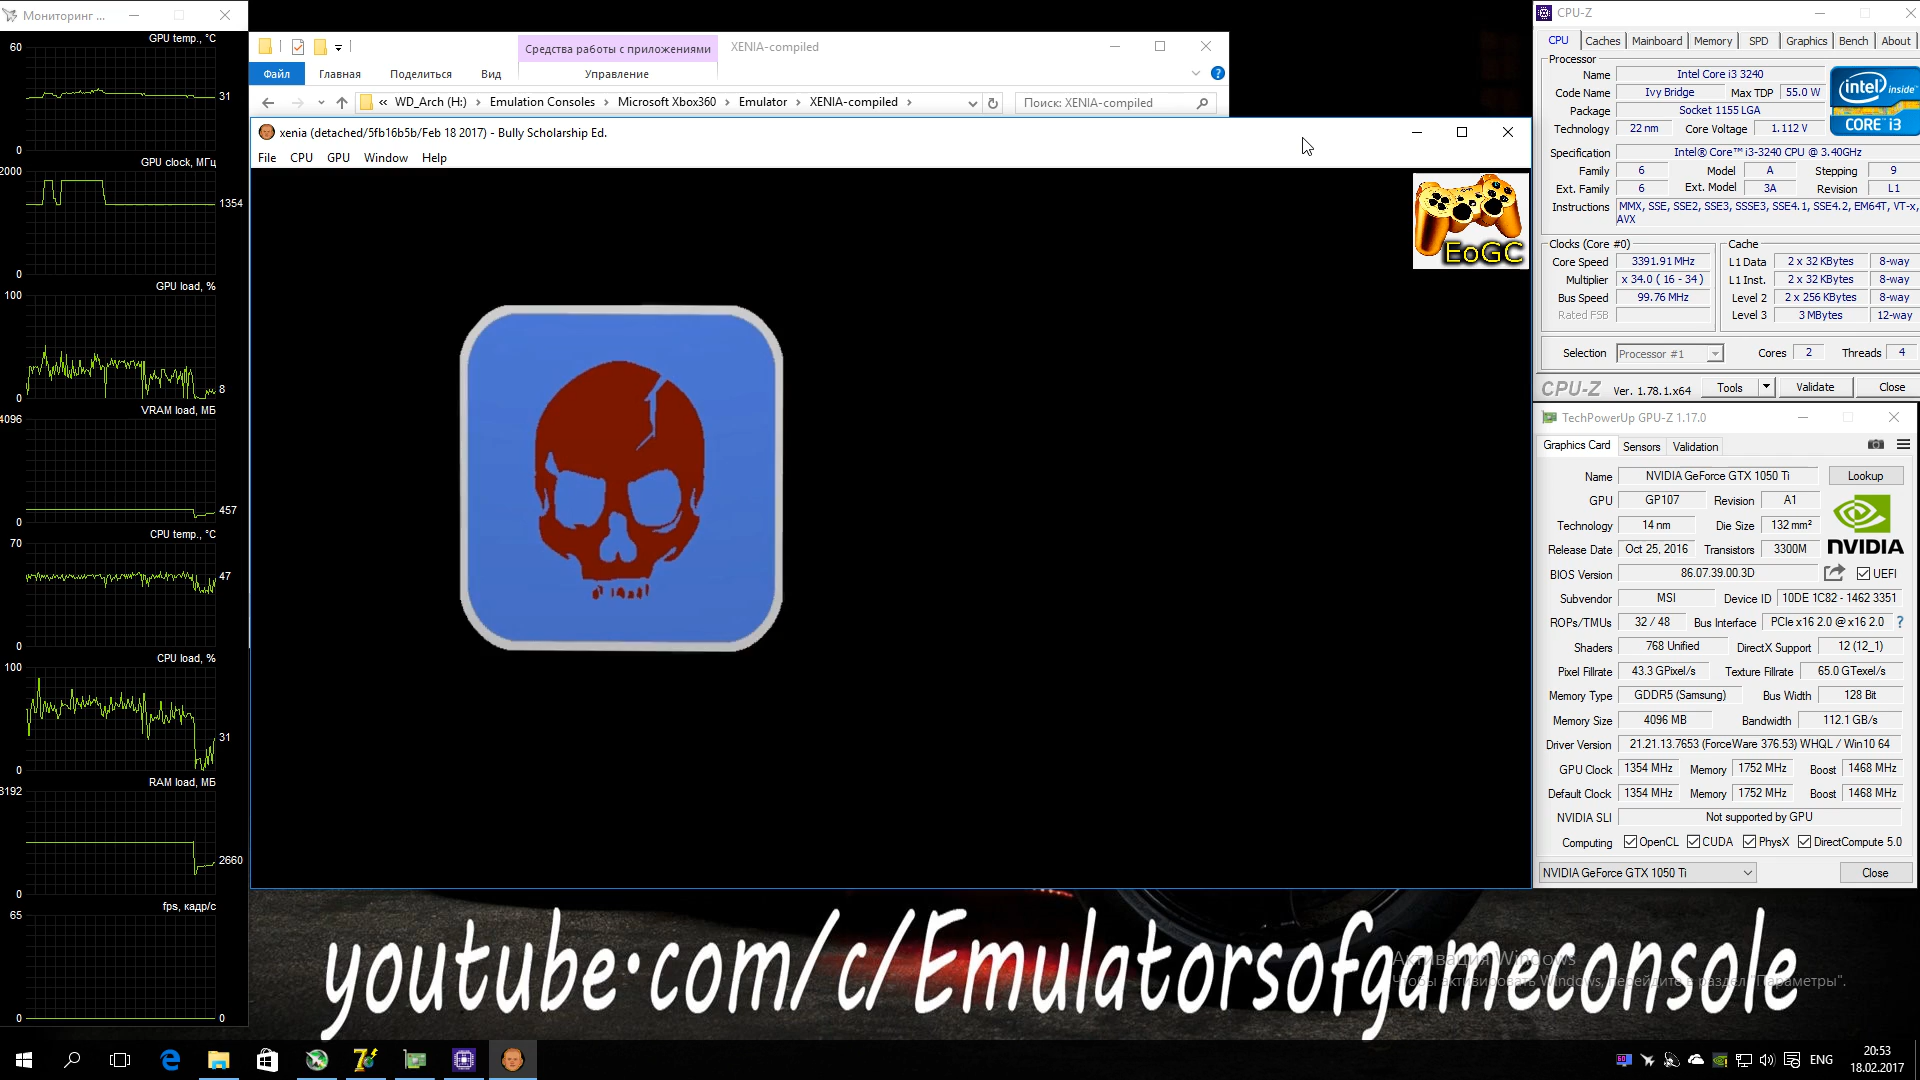 Мониторинг ...
GPU temp., °C
60
31
0
GPU clock, МГц
2000
1354
0
GPU load, %
100
8
0
VRAM load, МБ
4096
457
0
CPU temp., °C
70
47
0
CPU load, %
100
31
0
RAM load, МБ
8192
2660
0
fps, кадр/с
65
0
0
Средства работы с приложениями
XENIA-compiled
Файл
Главная
Поделиться
Вид
Управление
« WD_Arch (H:) › Emulation Consoles › Microsoft Xbox360 › Emulator › XENIA-compiled ›
Поиск: XENIA-compiled
xenia (detached/5fb16b5b/Feb 18 2017) - Bully Scholarship Ed.
File CPU GPU Window Help
EoGC
CPU-Z
CPU Caches Mainboard Memory SPD Graphics Bench About
Processor
Name Intel Core i3 3240
Code Name Ivy Bridge Max TDP 55.0 W
Package Socket 1155 LGA
Technology 22 nm Core Voltage 1.112 V
intel inside™
CORE i3
Specification Intel® Core™ i3-3240 CPU @ 3.40GHz
Family 6 Model A Stepping 9
Ext. Family 6 Ext. Model 3A Revision L1
Instructions MMX, SSE, SSE2, SSE3, SSSE3, SSE4.1, SSE4.2, EM64T, VT-x,
AVX
Clocks (Core #0)
Core Speed 3391.91 MHz
Multiplier x 34.0 ( 16 - 34 )
Bus Speed 99.76 MHz
Rated FSB
Cache
L1 Data 2 x 32 KBytes 8-way
L1 Inst. 2 x 32 KBytes 8-way
Level 2 2 x 256 KBytes 8-way
Level 3 3 MBytes 12-way
Selection Processor #1 Cores 2 Threads 4
CPU-Z Ver. 1.78.1.x64 Tools Validate Close
TechPowerUp GPU-Z 1.17.0
Graphics Card Sensors Validation
Name NVIDIA GeForce GTX 1050 Ti Lookup
GPU GP107 Revision A1
Technology 14 nm Die Size 132 mm²
Release Date Oct 25, 2016 Transistors 3300M
NVIDIA
BIOS Version 86.07.39.00.3D UEFI
Subvendor MSI Device ID 10DE 1C82 - 1462 3351
ROPs/TMUs 32 / 48 Bus Interface PCIe x16 2.0 @ x16 2.0 ?
Shaders 768 Unified DirectX Support 12 (12_1)
Pixel Fillrate 43.3 GPixel/s Texture Fillrate 65.0 GTexel/s
Memory Type GDDR5 (Samsung) Bus Width 128 Bit
Memory Size 4096 MB Bandwidth 112.1 GB/s
Driver Version 21.21.13.7653 (ForceWare 376.53) WHQL / Win10 64
GPU Clock 1354 MHz Memory 1752 MHz Boost 1468 MHz
Default Clock 1354 MHz Memory 1752 MHz Boost 1468 MHz
NVIDIA SLI Not supported by GPU
Computing OpenCL CUDA PhysX DirectCompute 5.0
NVIDIA GeForce GTX 1050 Ti Close
youtube.com/c/Emulatorsofgameconsole
Активация Windows
Чтобы активировать Windows, перейдите в раздел "Параметры".
ENG
20:53
18.02.2017